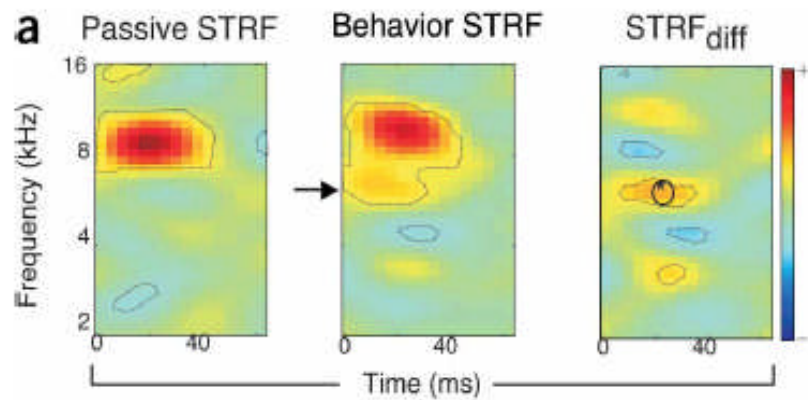 a
Passive STRF
Behavior STRF
STRFdiff
Frequency (kHz)
16
8
4
2
0
40
0
40
0
40
+
–
Time (ms)